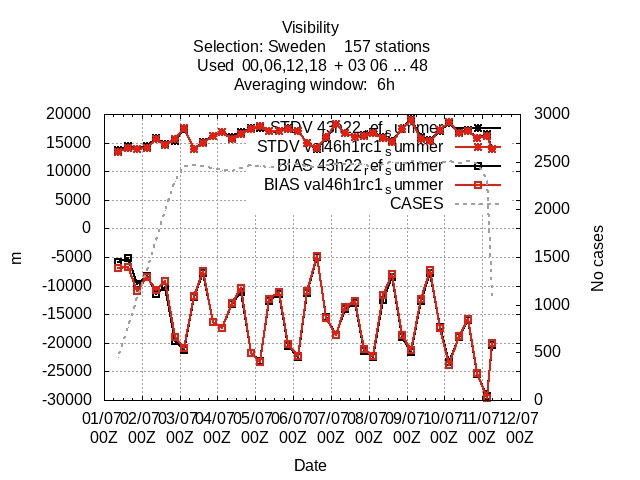 Visibility
Selection: Sweden 157 stations
Used 00,06,12,18 + 03 06 ... 48
Averaging window: 6h
20000
15000
10000
5000
0
-5000
-10000
-15000
-20000
-25000
-30000
m
3000
2500
2000
1500
1000
500
0
No cases
STDV 43h22_ref_summer
STDV val46h1rc1_summer
BIAS 43h22_ref_summer
BIAS val46h1rc1_summer
CASES
01/07 02/07 03/07 04/07 05/07 06/07 07/07 08/07 09/07 10/07 11/07 12/07
00Z 00Z 00Z 00Z 00Z 00Z 00Z 00Z 00Z 00Z 00Z 00Z
Date